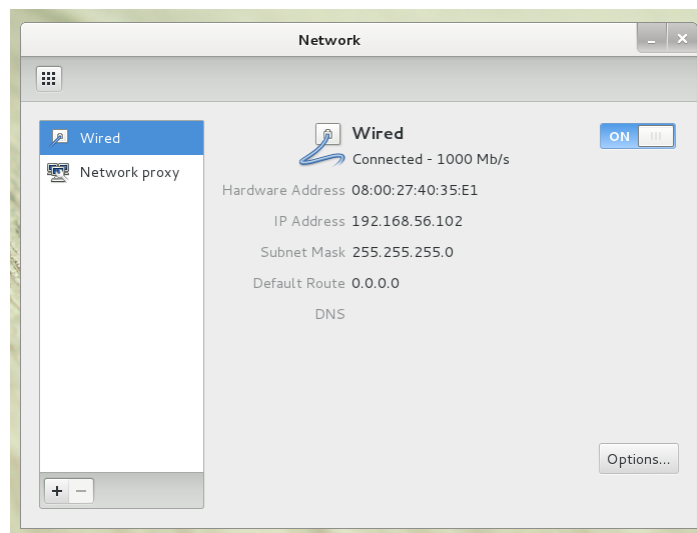 Network
Wired
Network proxy
Wired
Connected - 1000 Mb/s
ON
Hardware Address 08:00:27:40:35:E1
IP Address 192.168.56.102
Subnet Mask 255.255.255.0
Default Route 0.0.0.0
DNS
Options...